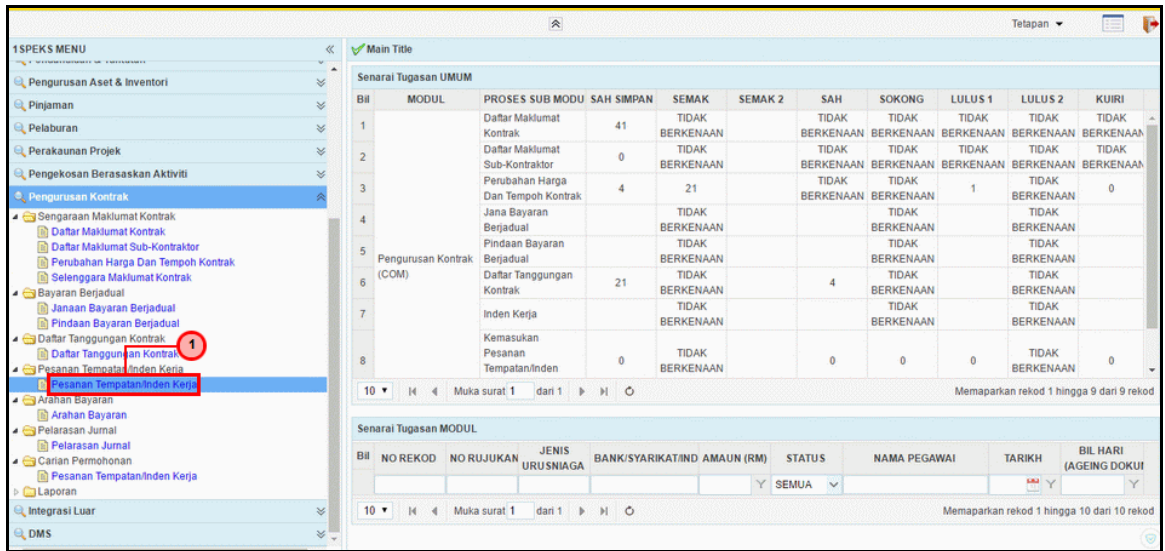 Tetapan
1SPEKS MENU
Pengurusan Aset & Inventori
Pinjaman
Pelaburan
Perakaunan Projek
Pengekosan Berasaskan Aktiviti
Pengurusan Kontrak
Sengaraan Maklumat Kontrak
Daftar Maklumat Kontrak
Daftar Maklumat Sub-Kontraktor
Perubahan Harga Dan Tempoh Kontrak
Selenggara Maklumat Kontrak
Bayaran Berjadual
Janaan Bayaran Berjadual
Pindaan Bayaran Berjadual
Daftar Tanggungan Kontrak
Daftar Tanggungan Kontrak
1
Pesanan Tempatan/Inden Kerja
Pesanan Tempatan/Inden Kerja
Arahan Bayaran
Arahan Bayaran
Pelarasan Jurnal
Pelarasan Jurnal
Carian Permohonan
Pesanan Tempatan/Inden Kerja
Laporan
Integrasi Luar
DMS
Main Title
Senarai Tugasan UMUM
Bil MODUL PROSES SUB MODU SAH SIMPAN SEMAK SEMAK 2 SAH SOKONG LULUS 1 LULUS 2 KUIRI
Pengurusan Kontrak
(COM)
1 Daftar Maklumat 41 TIDAK TIDAK TIDAK TIDAK TIDAK TIDAK
Kontrak BERKENAAN BERKENAAN BERKENAAN BERKENAAN BERKENAAN BERKENAAN
2 Daftar Maklumat 0 TIDAK TIDAK TIDAK TIDAK TIDAK TIDAK
Sub-Kontraktor BERKENAAN BERKENAAN BERKENAAN BERKENAAN BERKENAAN BERKENAAN
3 Perubahan Harga 4 21 TIDAK TIDAK 1 TIDAK 0
Dan Tempoh Kontrak BERKENAAN BERKENAAN BERKENAAN
4 Jana Bayaran TIDAK TIDAK TIDAK
Berjadual BERKENAAN BERKENAAN BERKENAAN
5 Pindaan Bayaran TIDAK TIDAK TIDAK
Berjadual BERKENAAN BERKENAAN BERKENAAN
6 Daftar Tanggungan 21 TIDAK 4 TIDAK TIDAK
Kontrak BERKENAAN BERKENAAN BERKENAAN
7 Inden Kerja TIDAK TIDAK TIDAK
BERKENAAN BERKENAAN BERKENAAN
8 Kemasukan
Pesanan 0 TIDAK 0 0 0 TIDAK 0
Tempatan/Inden BERKENAAN BERKENAAN
10 Muka surat 1 dari 1 Memaparkan rekod 1 hingga 9 dari 9 rekod
Senarai Tugasan MODUL
Bil NO REKOD NO RUJUKAN JENIS URUSNIAGA BANK/SYARIKAT/IND AMAUN (RM) STATUS NAMA PEGAWAI TARIKH BIL HARI
(AGEING DOKU
SEMUA
10 Muka surat 1 dari 1 Memaparkan rekod 1 hingga 10 dari 10 rekod